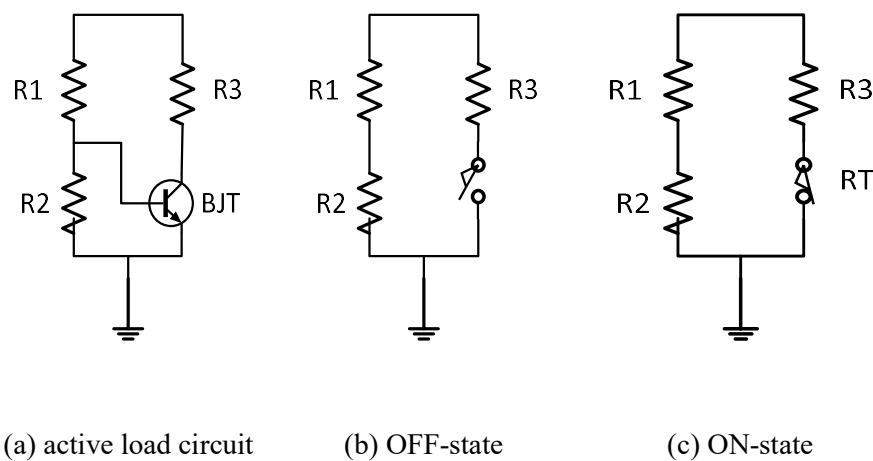 R1
R3
R2
BJT
R1
R3
R2
R1
R3
R2
RT
(a) active load circuit
(b) OFF-state
(c) ON-state